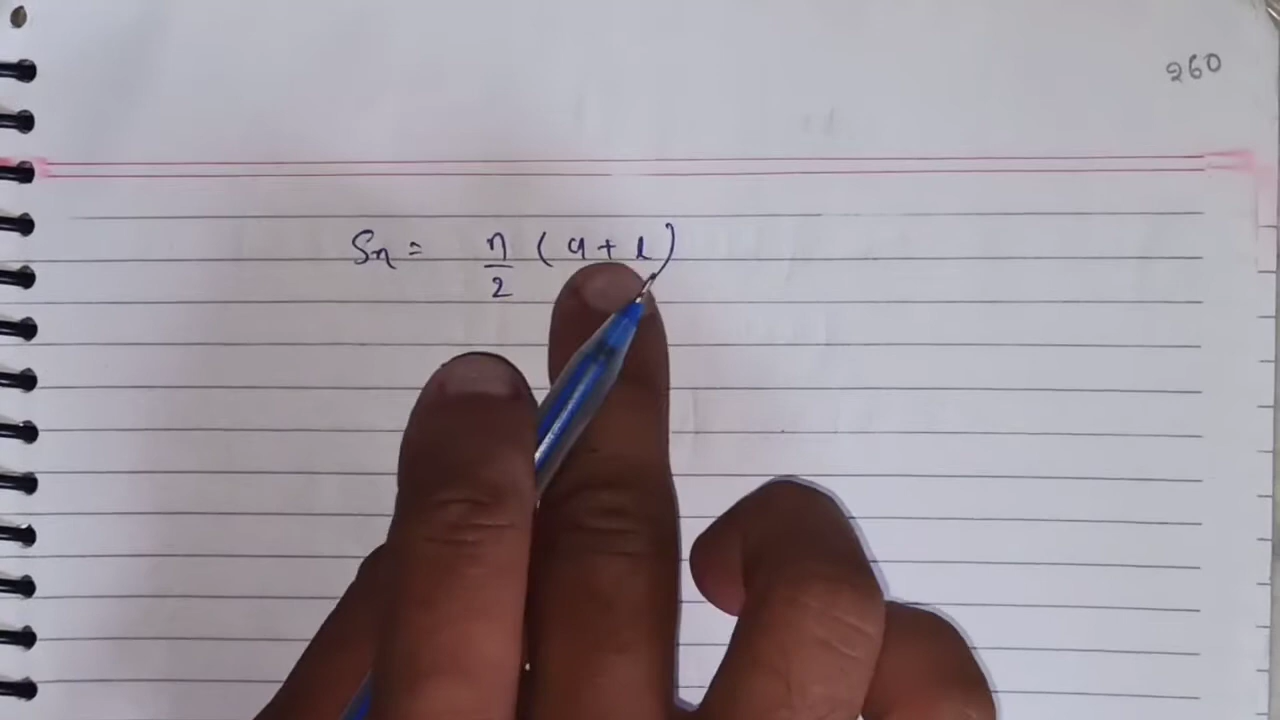 260
Sn = n/2 (a + l)